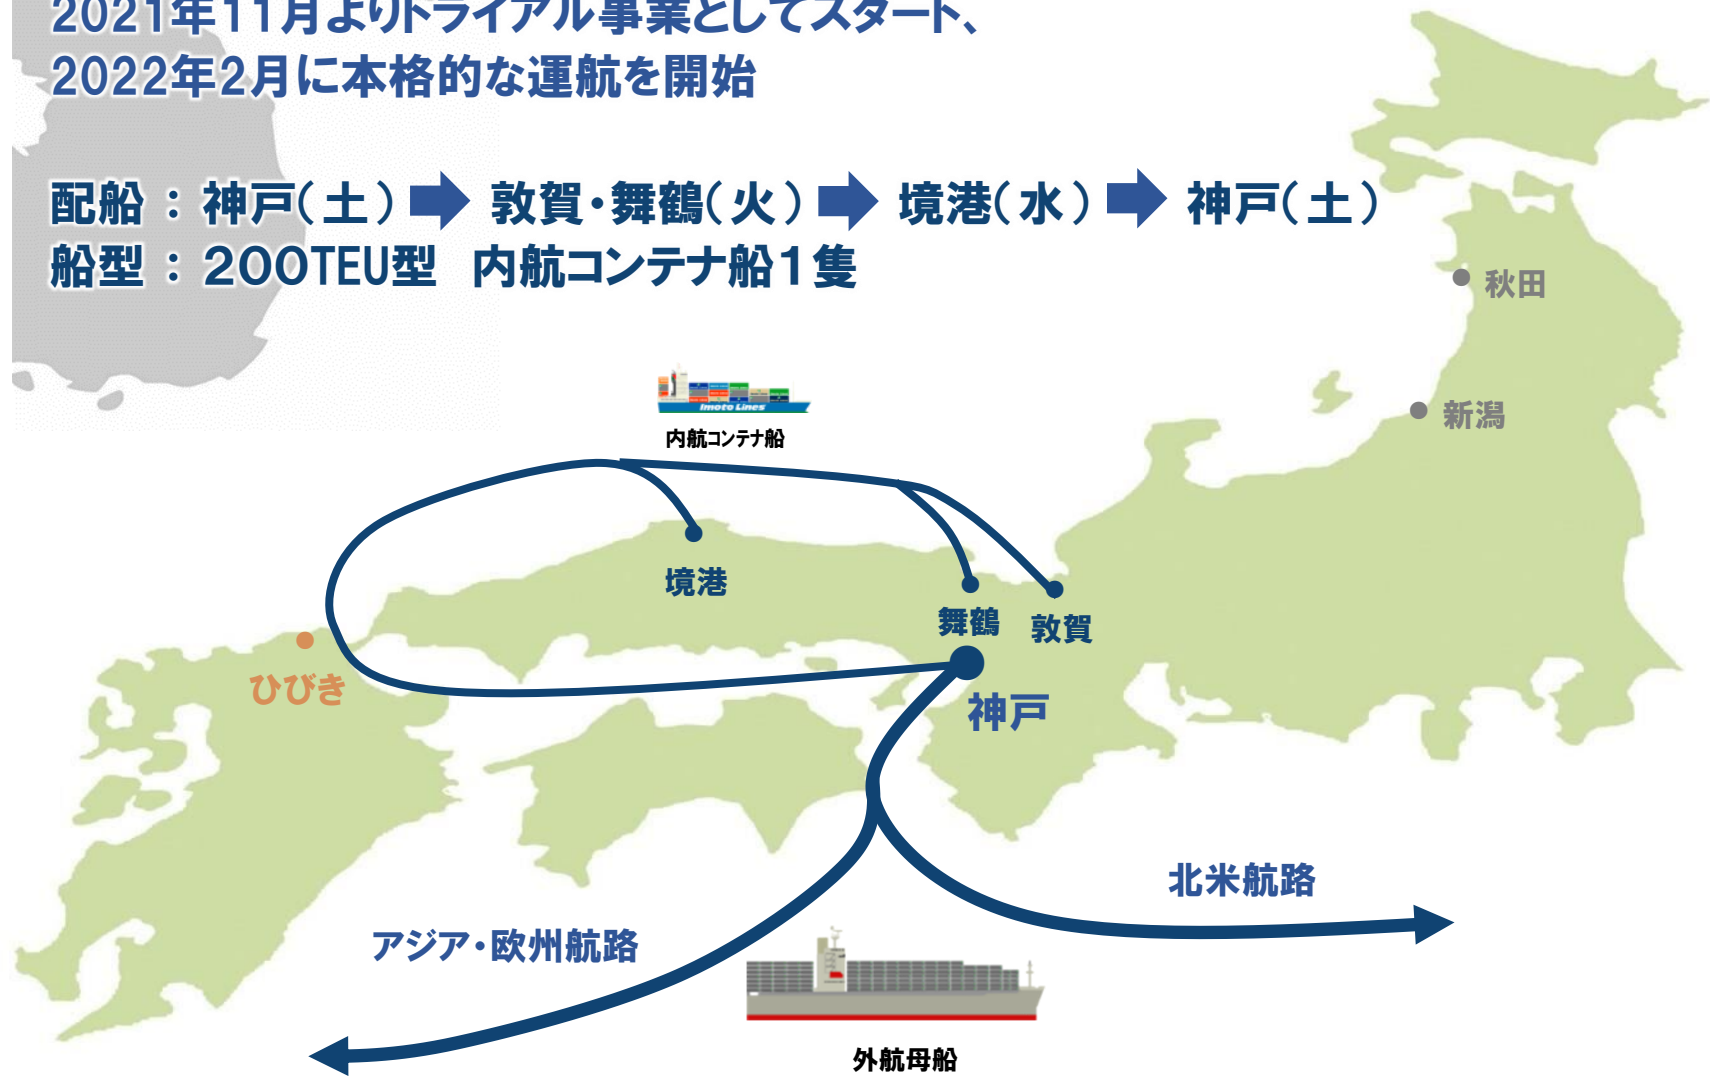 2021年11月よりトライアル事業としてスタート、
2022年2月に本格的な運航を開始
配船：神戸(土) 敦賀・舞鶴(火) 境港(水) 神戸(土)
船型：200TEU型　内航コンテナ船1隻
秋田
新潟
Imoto Lines
内航コンテナ船
境港
舞鶴
敦賀
ひびき
神戸
北米航路
アジア・欧州航路
外航母船